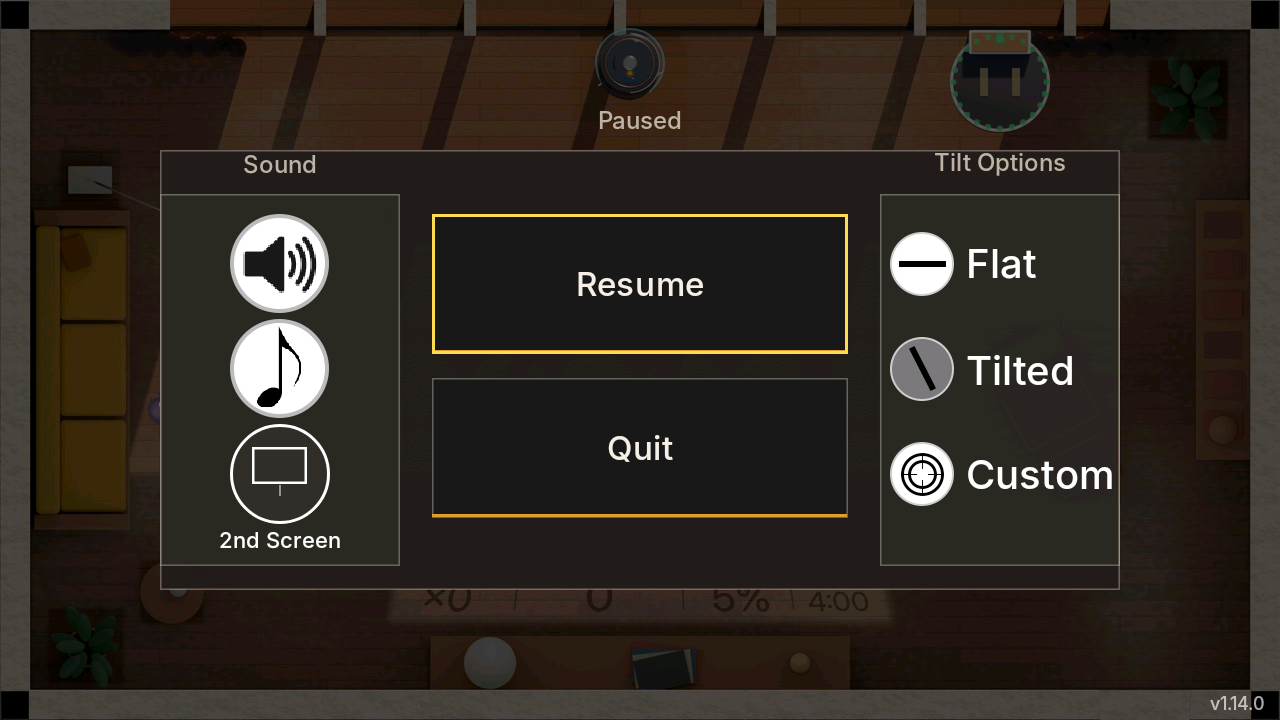 Paused
Sound
Tilt Options
Resume
Quit
2nd Screen
Flat
Tilted
Custom
×0 | 0 | 5% | 4:00
v1.14.0